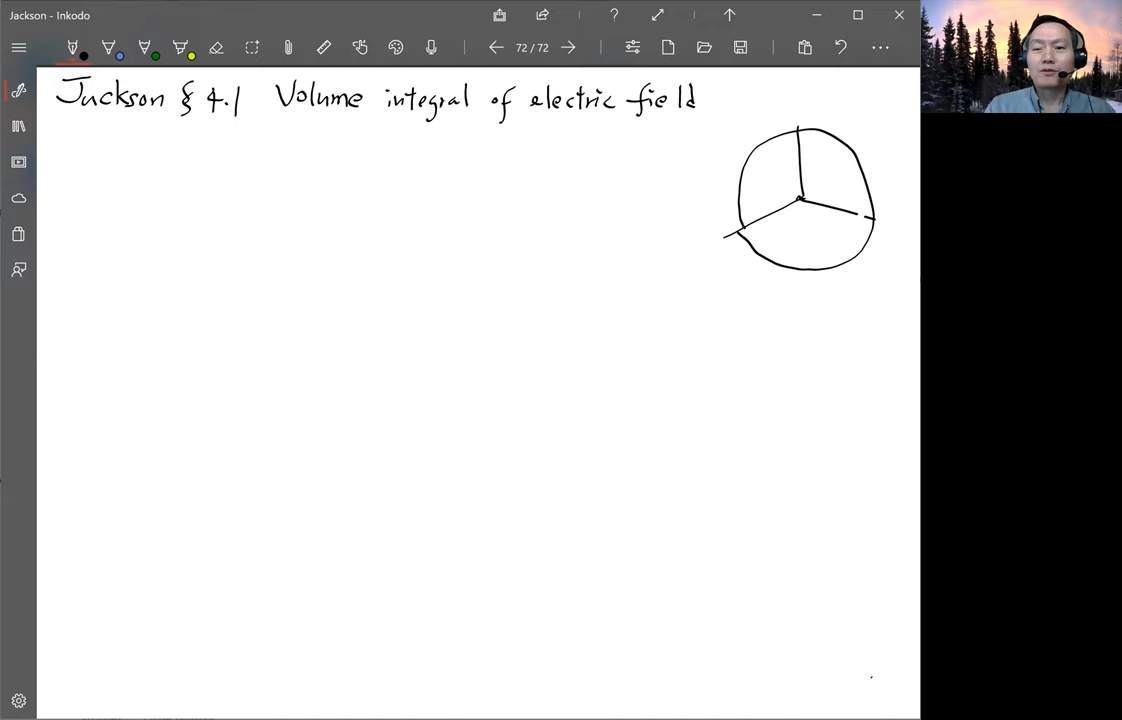 Jackson - Inkodo
72 / 72
Jackson § 4.1 Volume integral of electric field